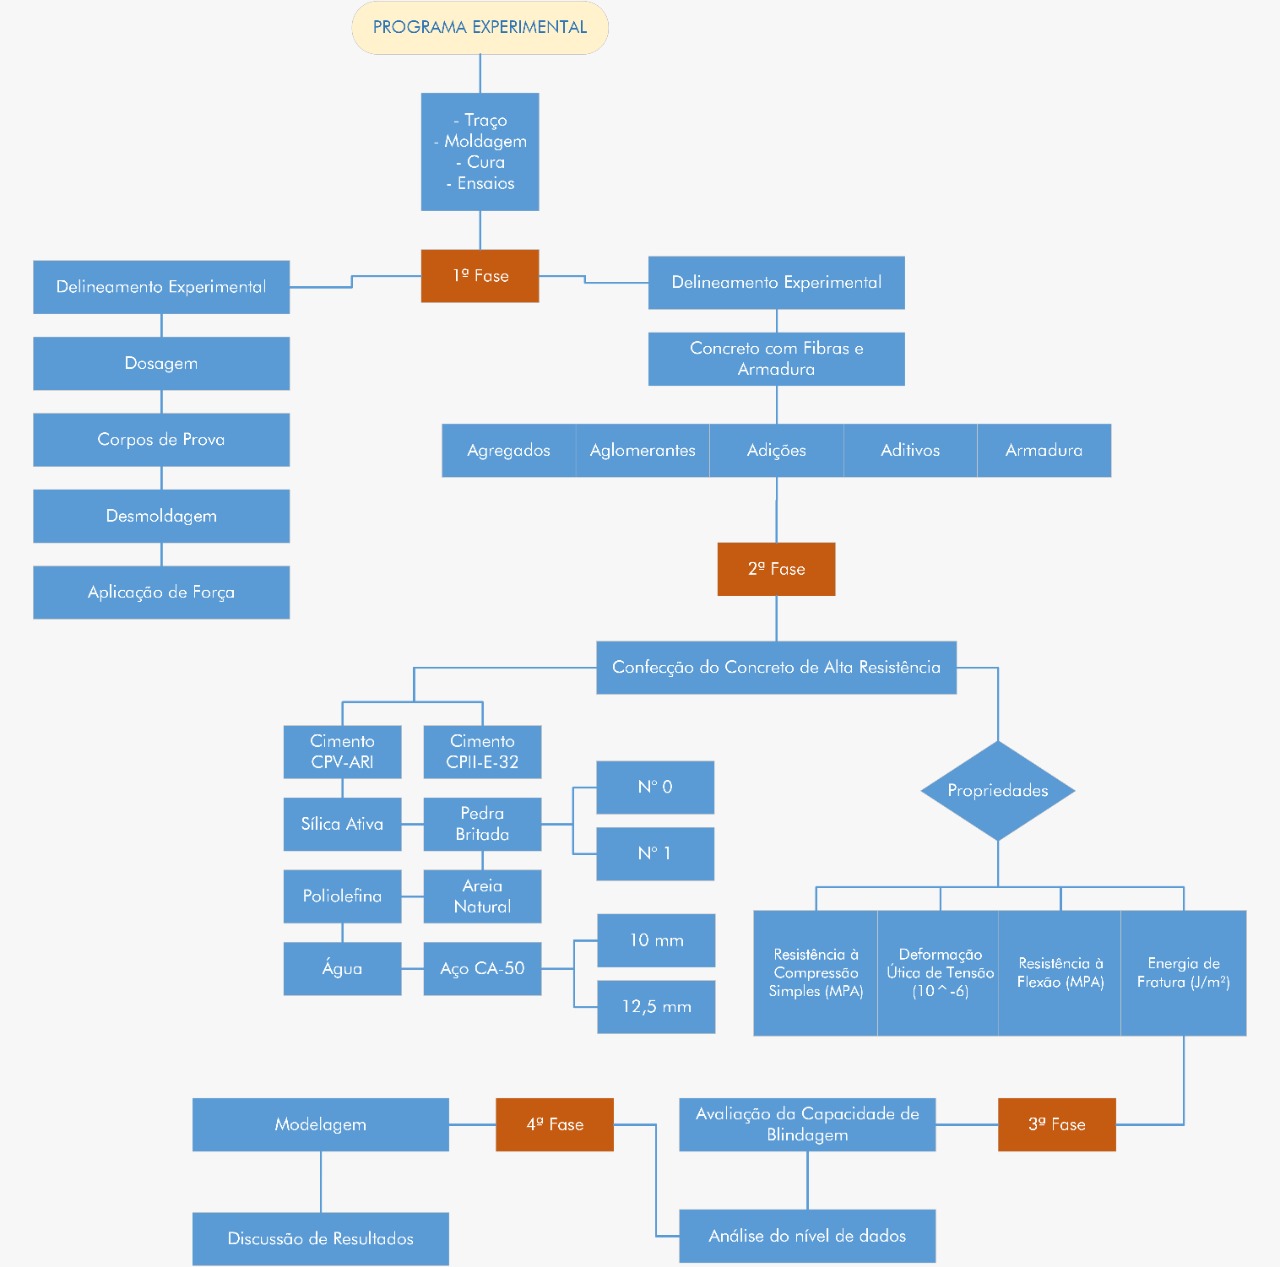 PROGRAMA EXPERIMENTAL
- Traço
- Moldagem
- Cura
- Ensaios
1ª Fase
Delineamento Experimental
Dosagem
Corpos de Prova
Desmoldagem
Aplicação de Força
Delineamento Experimental
Concreto com Fibras e
Armadura
Agregados
Aglomerantes
Adições
Aditivos
Armadura
2ª Fase
Confecção do Concreto de Alta Resistência
Cimento
CPV-ARI
Cimento
CPII-E-32
Sílica Ativa
Pedra
Britada
N° 0
N° 1
Poliolefina
Areia
Natural
Água
Aço CA-50
10 mm
12,5 mm
Propriedades
Resistência à
Compressão
Simples (MPA)
Deformação
Útica de Tensão
(10^-6)
Resistência à
Flexão (MPA)
Energia de
Fratura (J/m²)
3ª Fase
Avaliação da Capacidade de
Blindagem
Análise do nível de dados
4ª Fase
Modelagem
Discussão de Resultados